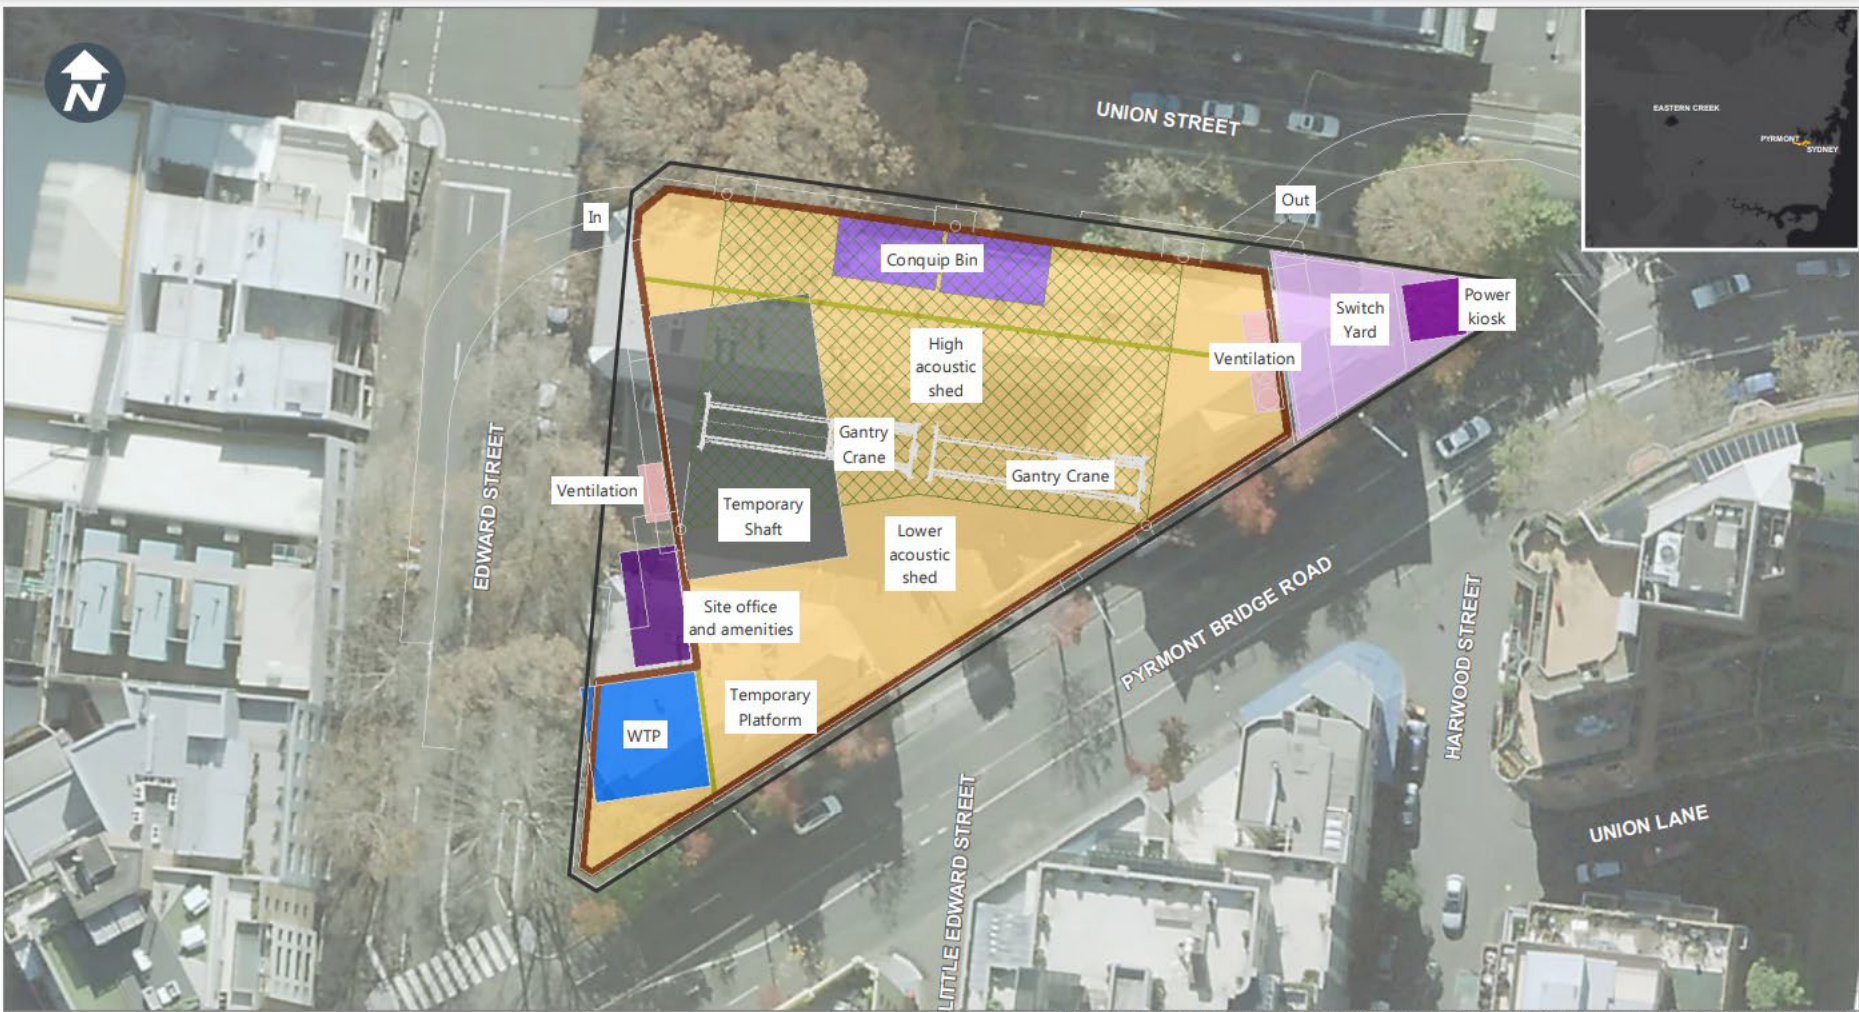 N
EASTERN CREEK
PYRMONT
SYDNEY
UNION STREET
In
Out
Conquip Bin
Switch
Yard
Power
kiosk
High
acoustic
shed
Ventilation
Gantry
Crane
Gantry Crane
EDWARD STREET
Ventilation
Temporary
Shaft
Lower
acoustic
shed
Site office
and amenities
PYRMONT BRIDGE ROAD
HARWOOD STREET
Temporary
Platform
WTP
LITTLE EDWARD STREET
UNION LANE